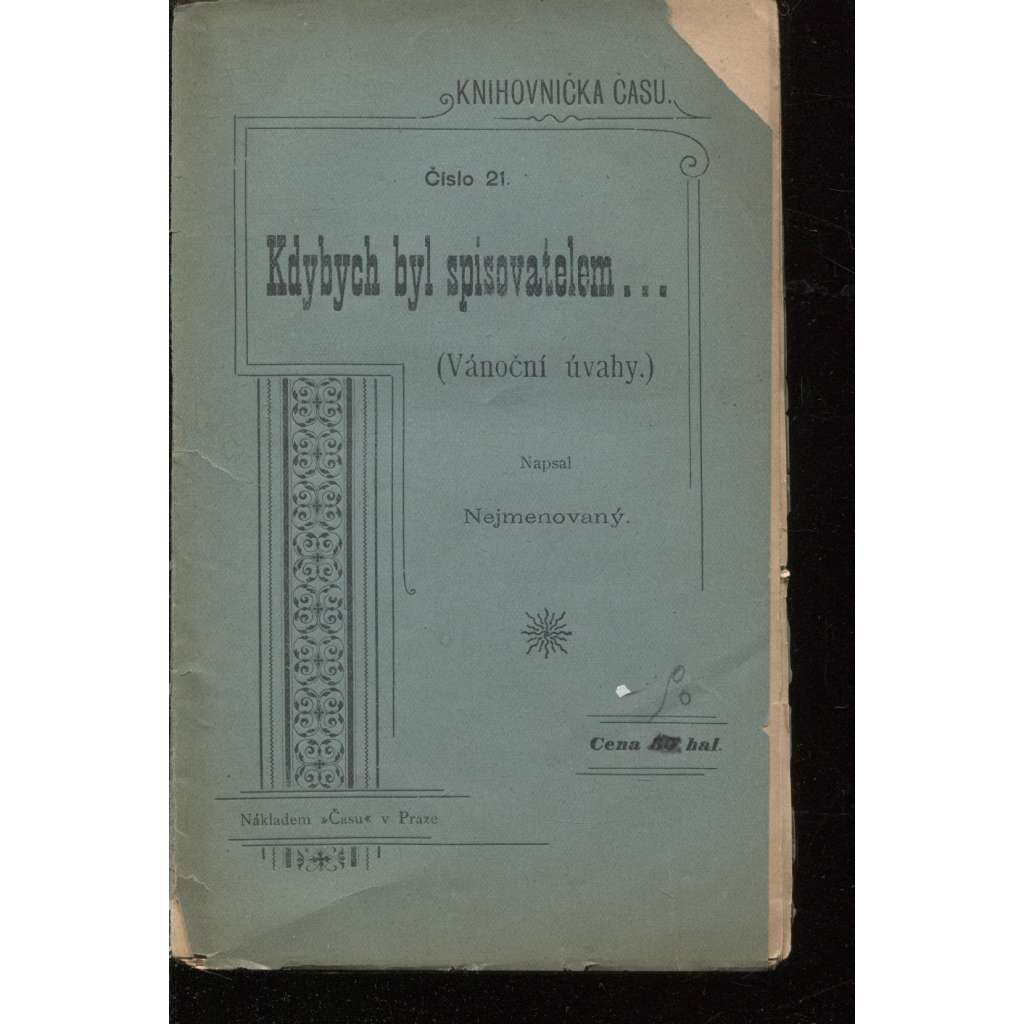 KNIHOVNIČKA ČASU.
Číslo 21.
Kdybych byl spisovatelem...
(Vánoční úvahy.)
Napsal
Nejmenovaný.
Cena hal.
Nákladem »Času« v Praze